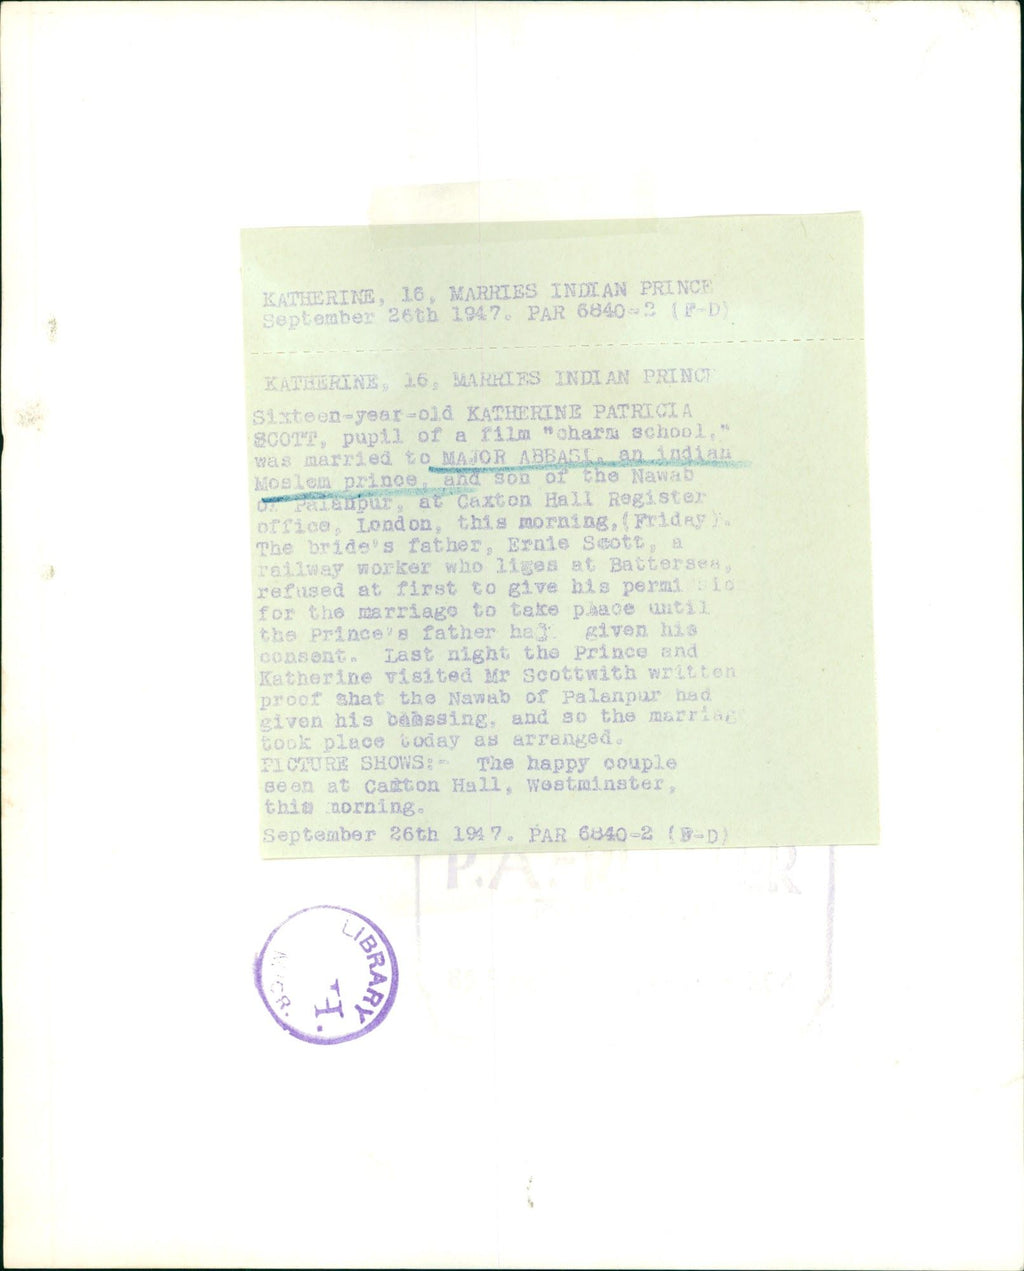 KATHERINE, 16, MARRIES INDIAN PRINCE
September 26th 1947. PAR 6840-2 (F-D)
KATHERINE, 16, MARRIES INDIAN PRINCE
Sixteen-year-old KATHERINE PATRICIA
SCOTT, pupil of a film "charm school,"
was married to MAJOR ABBASI, an indian
Moslem prince, and son of the Nawab
of Palanpur, at Caxton Hall Register
office, London, this morning,(Friday).
The bride's father, Ernie Scott, a
railway worker who liges at Battersea,
refused at first to give his permissio
for the marriage to take place until
the Prince's father had given his
consent. Last night the Prince and
Katherine visited Mr Scottwith written
proof that the Nawab of Palanpur had
given his blessing, and so the marriag
took place today as arranged.
PICTURE SHOWS:- The happy couple
seen at Caxton Hall, Westminster,
this morning.
September 26th 1947. PAR 6840-2 (F-D)
P.A.
LIBRARY
H.